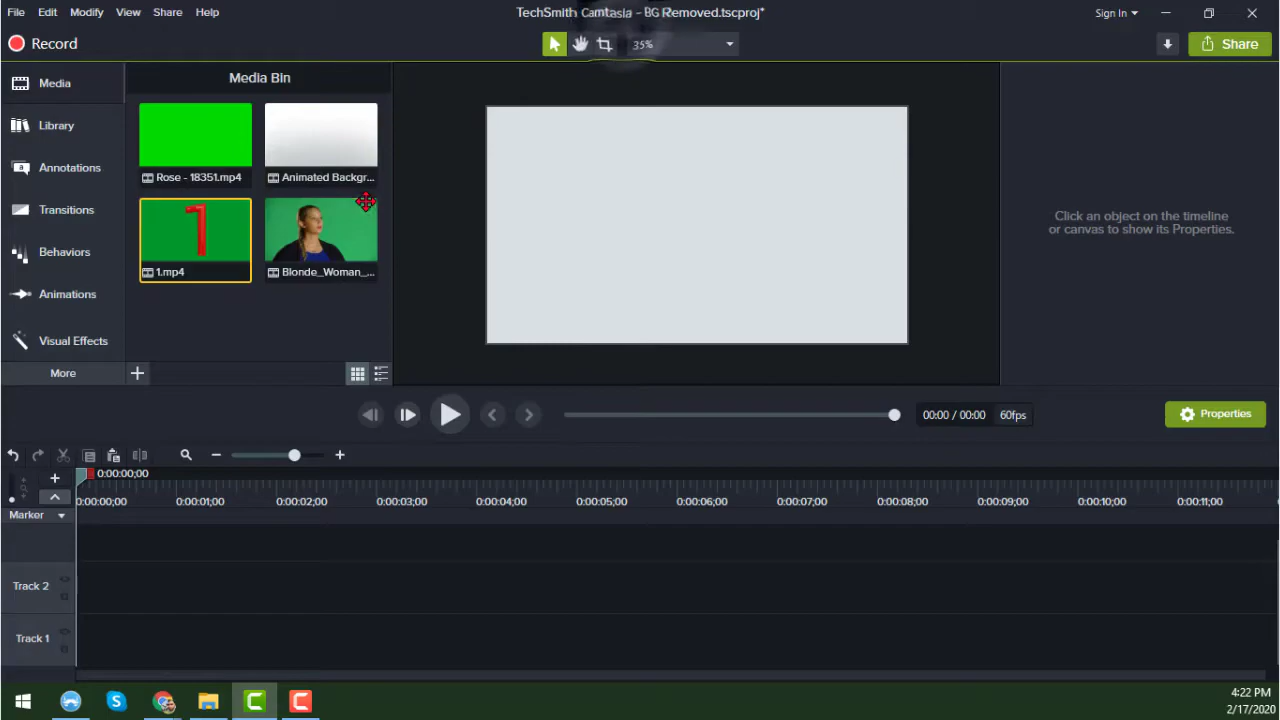 File Edit Modify View Share Help
TechSmith Camtasia - BG Removed.tscproj*
Sign In
Record
35%
Share
Media
Library
Annotations
Transitions
Behaviors
Animations
Visual Effects
More
Media Bin
Rose - 18351.mp4
Animated Backgr...
1
1.mp4
Blonde_Woman_...
Click an object on the timeline
or canvas to show its Properties.
00:00 / 00:00 60fps
Properties
0:00:00;00
0:00:00;00 0:00:01;00 0:00:02;00 0:00:03;00 0:00:04;00 0:00:05;00 0:00:06;00 0:00:07;00 0:00:08;00 0:00:09;00 0:00:10;00 0:00:11;00
Marker
Track 2
Track 1
4:22 PM
2/17/2020